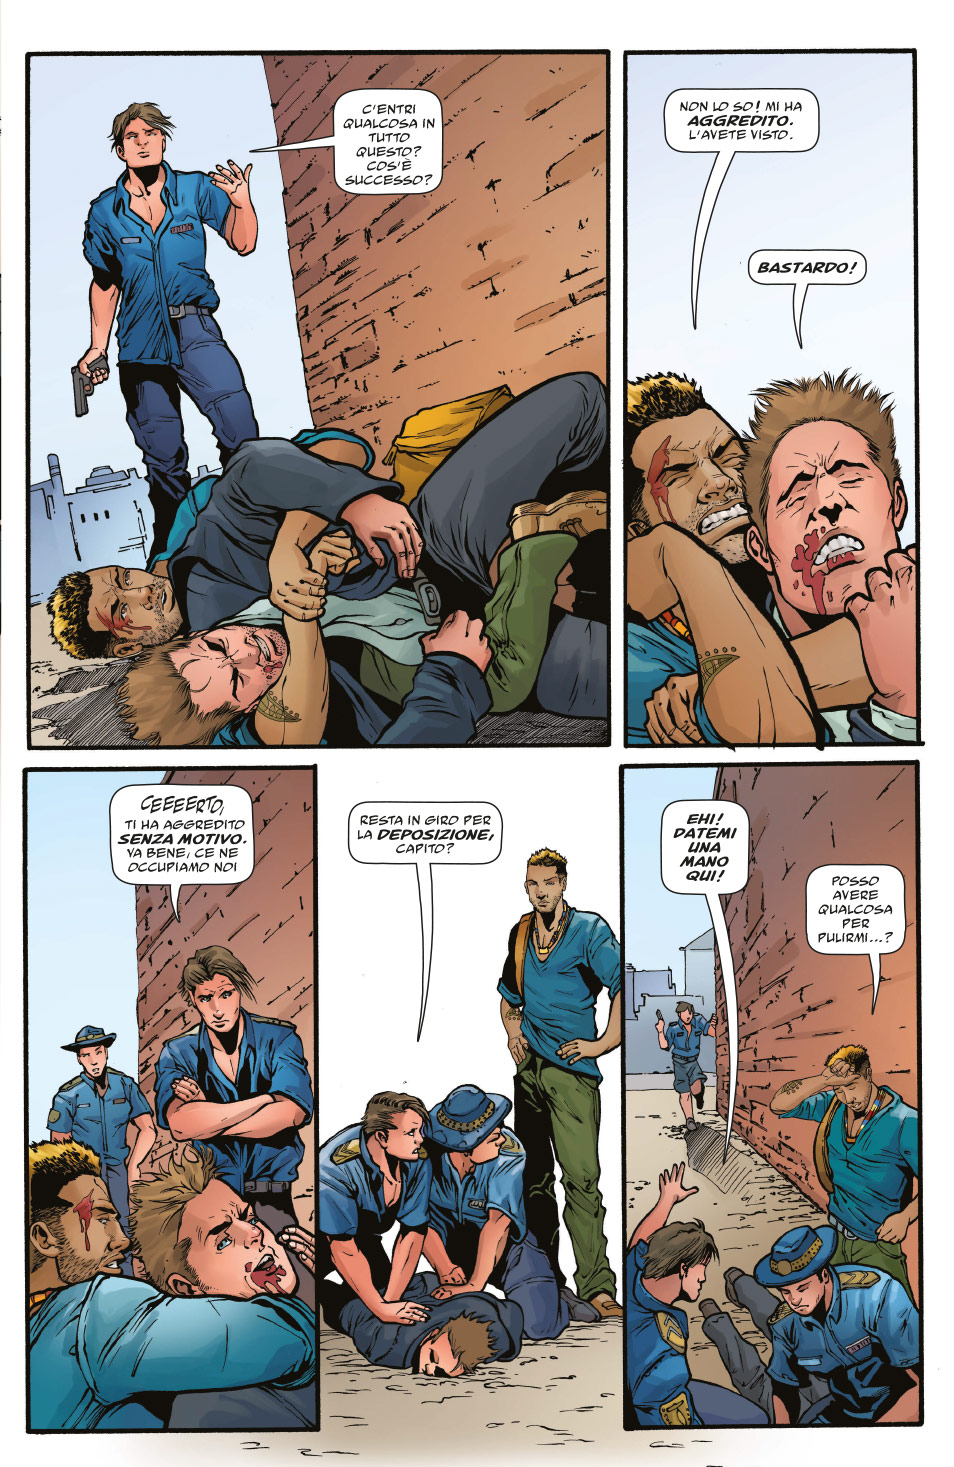 C'ENTRI
QUALCOSA IN
TUTTO
QUESTO?
COS'È
SUCCESSO?
NON LO SO! MI HA
AGGREDITO.
L'AVETE VISTO.
BASTARDO!
CEEEERTO,
TI HA AGGREDITO
SENZA MOTIVO.
VA BENE, CE NE
OCCUPIAMO NOI
RESTA IN GIRO PER
LA DEPOSIZIONE,
CAPITO?
EHI!
DATEMI
UNA
MANO
QUI!
POSSO
AVERE
QUALCOSA
PER
PULIRMI...?